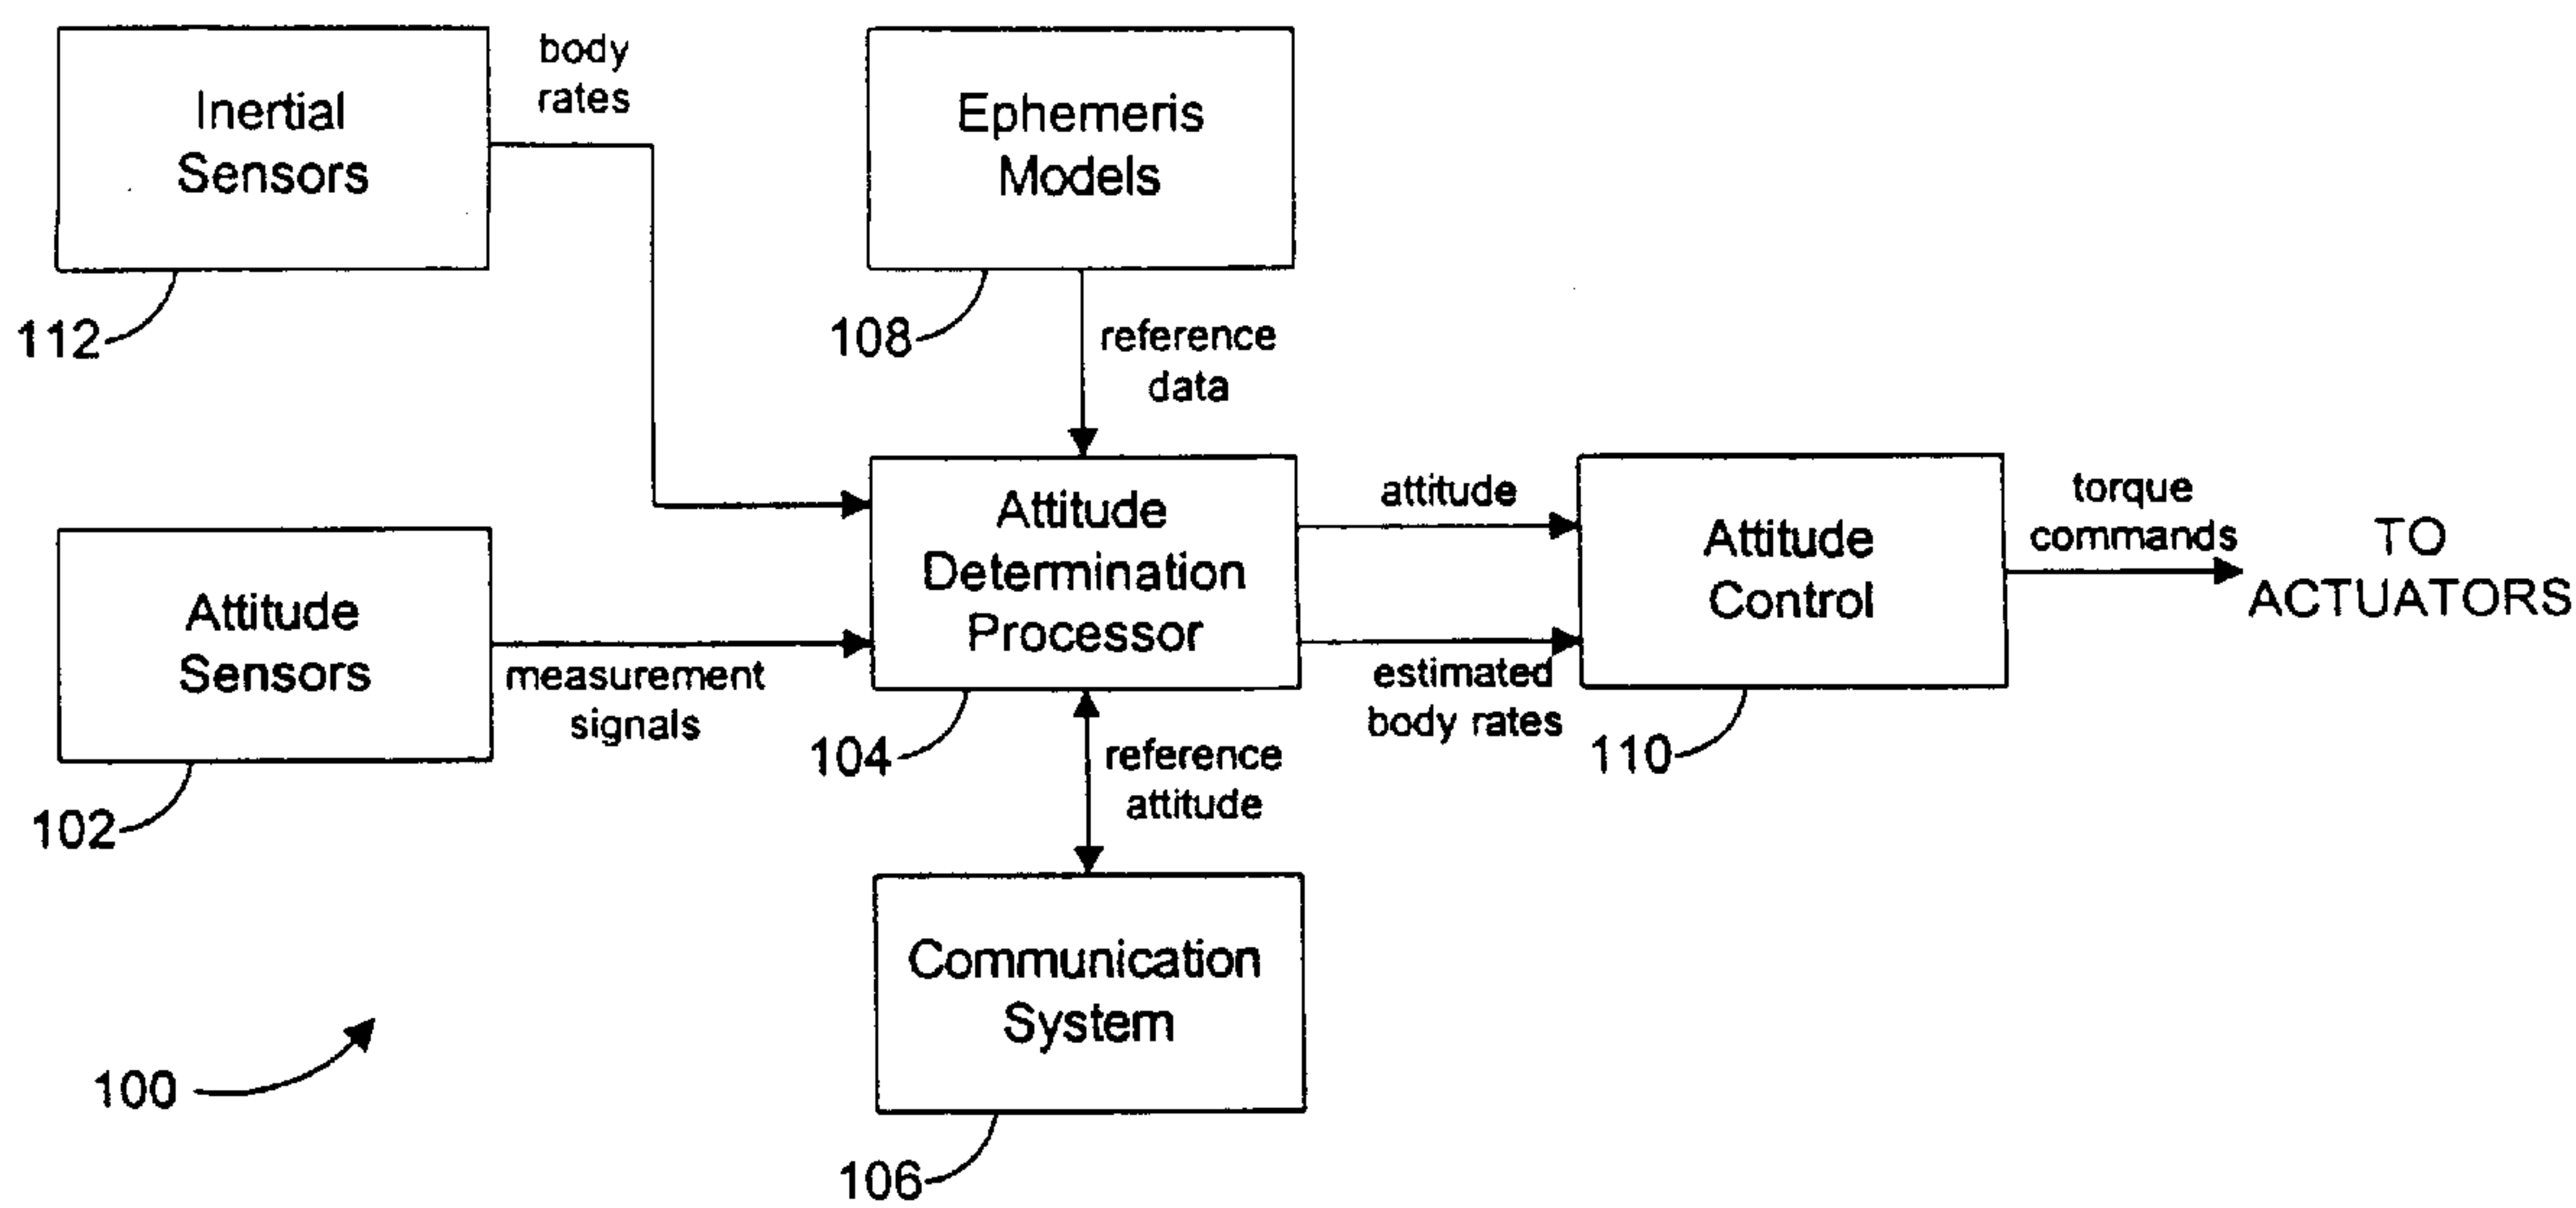 Inertial
Sensors
112
body
rates
Ephemeris
Models
108
reference
data
Attitude
Sensors
102
measurement
signals
Attitude
Determination
Processor
104
attitude
estimated
body rates
Attitude
Control
110
torque
commands
TO
ACTUATORS
reference
attitude
Communication
System
106
100